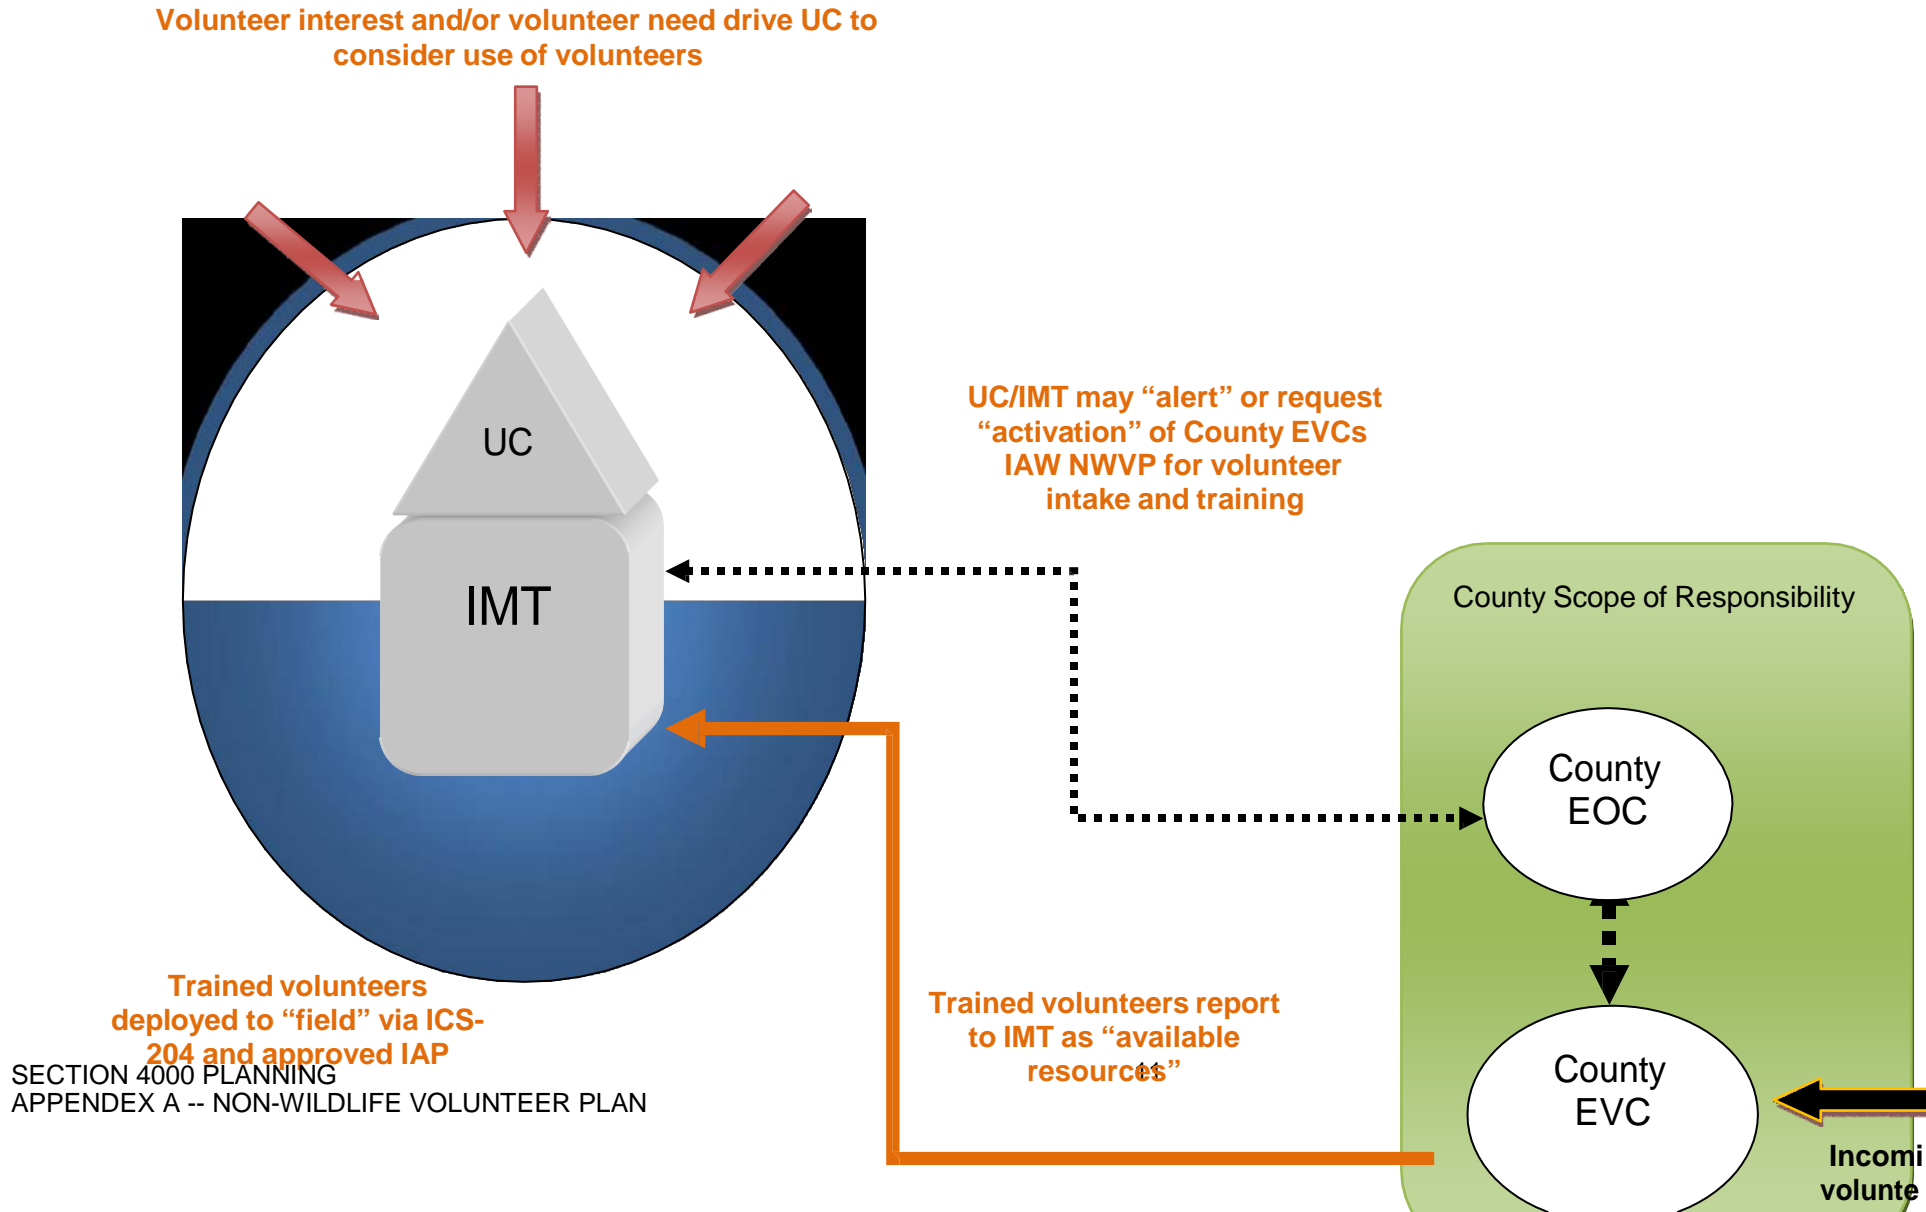 Volunteer interest and/or volunteer need drive UC to
consider use of volunteers
UC
IMT
UC/IMT may “alert” or request
“activation” of County EVCs
IAW NWVP for volunteer
intake and training
County Scope of Responsibility
County
EOC
County
EVC
Incomi
volunte
Trained volunteers report
to IMT as “available
resources”
Trained volunteers
deployed to “field” via ICS-
204 and approved IAP
SECTION 4000 PLANNING
APPENDEX A -- NON-WILDLIFE VOLUNTEER PLAN